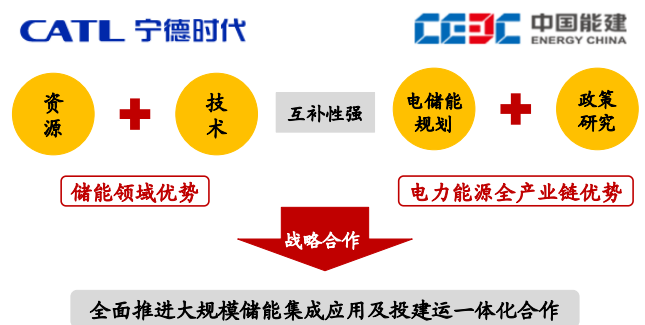 CATL 宁德时代
CEEC 中国能建
ENERGY CHINA
资源
技术
互补性强
电储能
规划
政策
研究
储能领域优势
电力能源全产业链优势
战略合作
全面推进大规模储能集成应用及投建运一体化合作